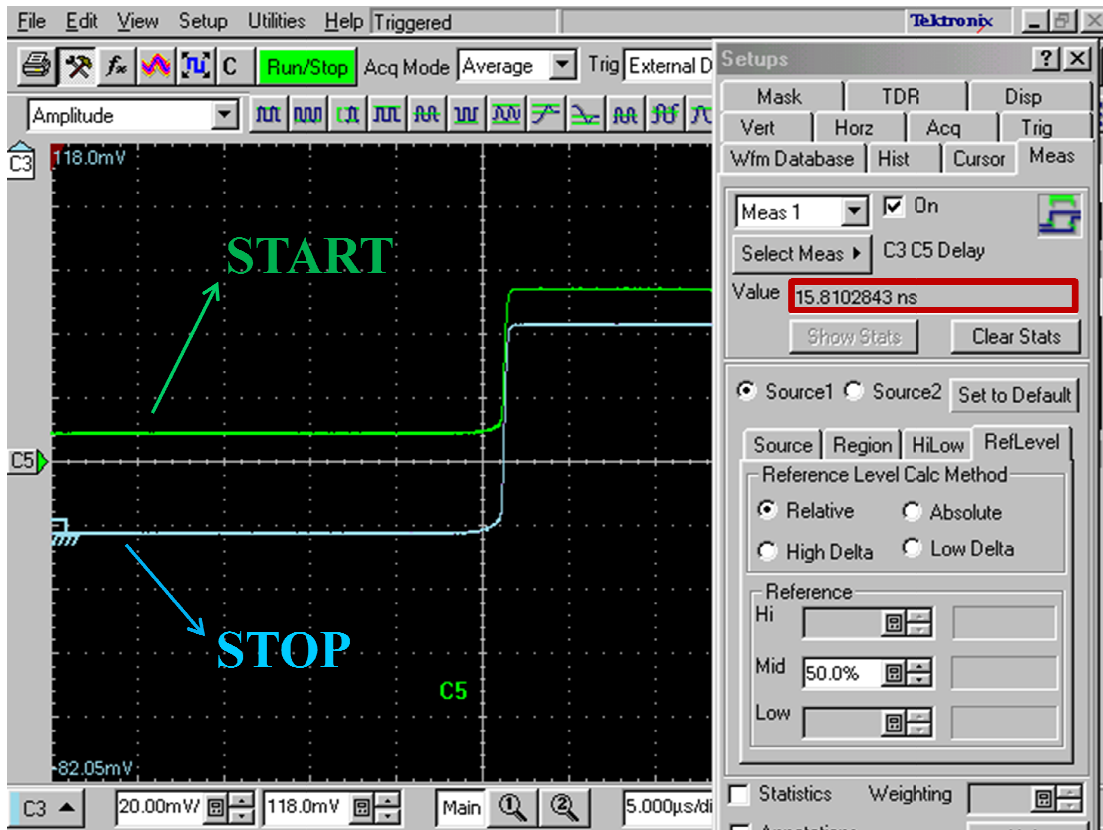 File Edit View Setup Utilities Help Triggered Tektronix
C Run/Stop Acq Mode Average Trig External D
Amplitude
C3
118.0mV
START
C5
STOP
C5
-82.05mV
C3 20.00mV/ 118.0mV Main 1 2 5.000µs/di
Setups ? X
Mask TDR Disp
Vert Horz Acq Trig
Wfm Database Hist Cursor Meas
Meas 1 On
Select Meas C3 C5 Delay
Value 15.8102843 ns
Show Stats Clear Stats
Source1 Source2 Set to Default
Source Region HiLow RefLevel
Reference Level Calc Method
Relative Absolute
High Delta Low Delta
Reference
Hi
Mid 50.0%
Low
Statistics Weighting